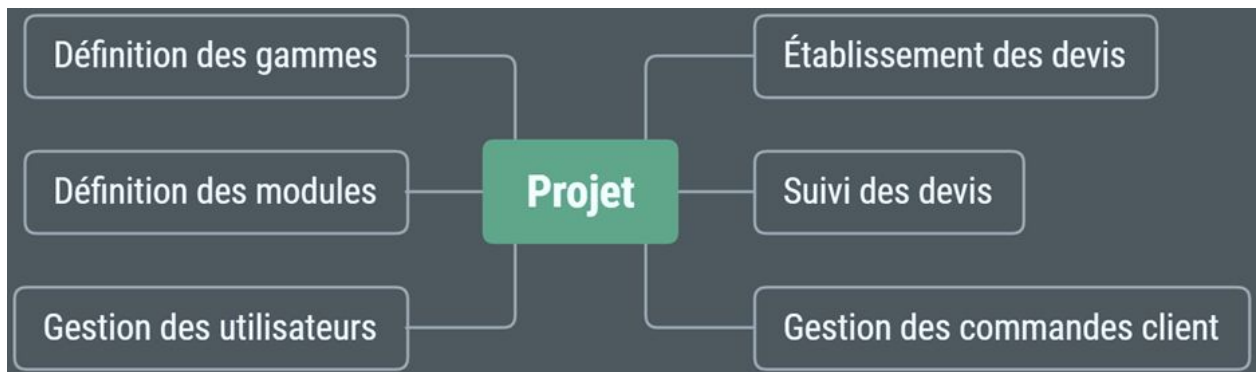 Définition des gammes
Définition des modules
Gestion des utilisateurs
Projet
Établissement des devis
Suivi des devis
Gestion des commandes client